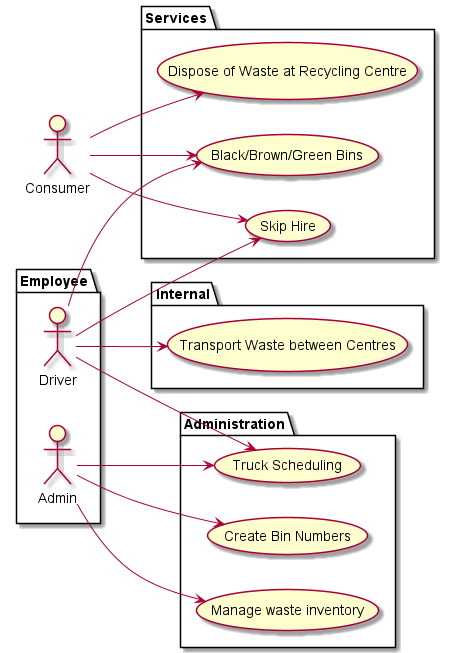 Services
Dispose of Waste at Recycling Centre
Consumer
Black/Brown/Green Bins
Skip Hire
Employee
Internal
Driver
Transport Waste between Centres
Administration
Admin
Truck Scheduling
Create Bin Numbers
Manage waste inventory